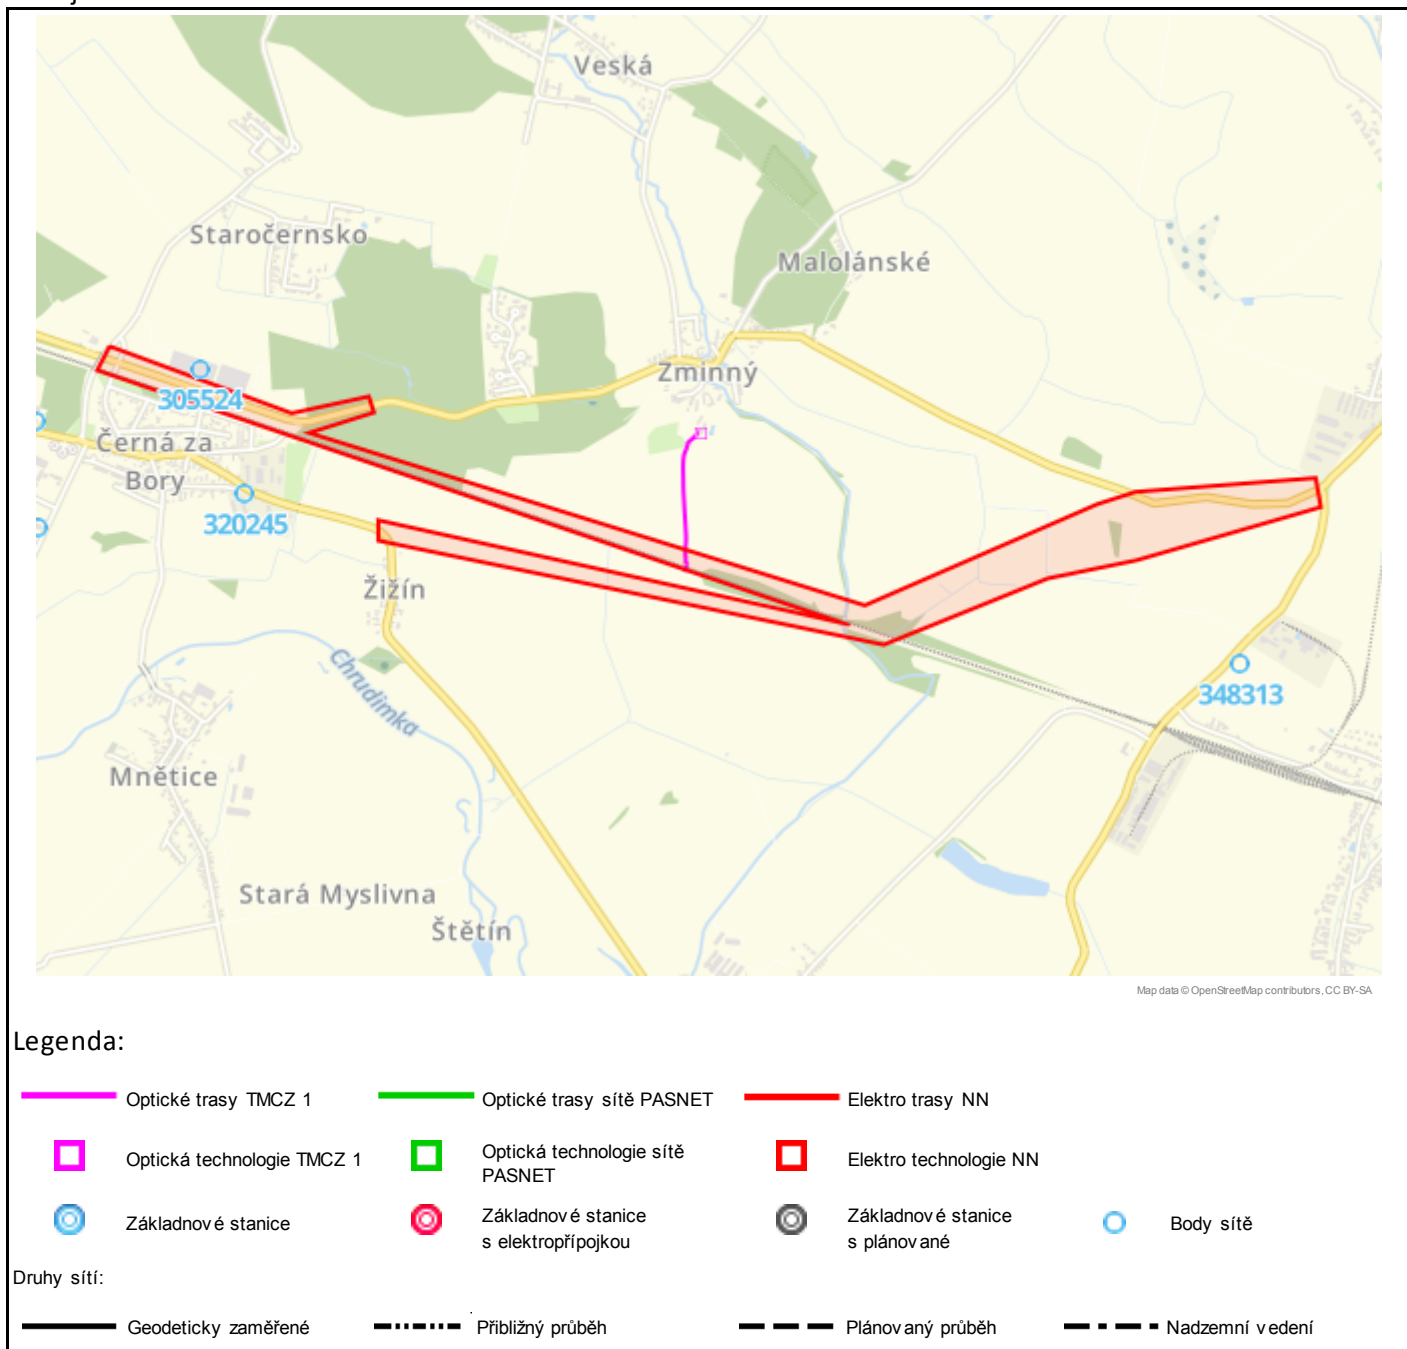 Veská
Staročernsko
Malolánské
Zminný
305524
Černá za
Bory
320245
Žižín
Chrudimka
348313
Mnětice
Stará Myslivna
Štětín
Map data © OpenStreetMap contributors, CC BY-SA
Legenda:
Optické trasy TMCZ 1
Optické trasy sítě PASNET
Elektro trasy NN
Optická technologie TMCZ 1
Optická technologie sítě
PASNET
Elektro technologie NN
Základnové stanice
Základnové stanice
s elektropřípojkou
Základnové stanice
s plánované
Body sítě
Druhy sítí:
Geodeticky zaměřené
Přibližný průběh
Plánovaný průběh
Nadzemní vedení